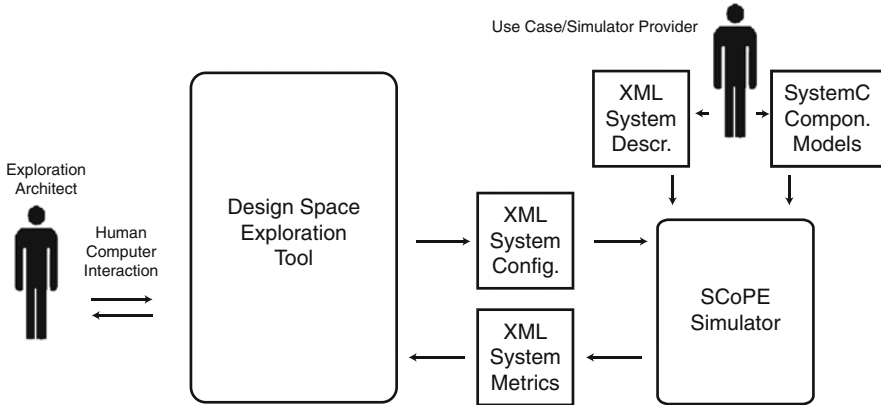 Use Case/Simulator Provider
XML
System
Descr.
SystemC
Compon.
Models
Exploration
Architect
Human
Computer
Interaction
Design Space
Exploration
Tool
XML
System
Config.
SCoPE
Simulator
XML
System
Metrics